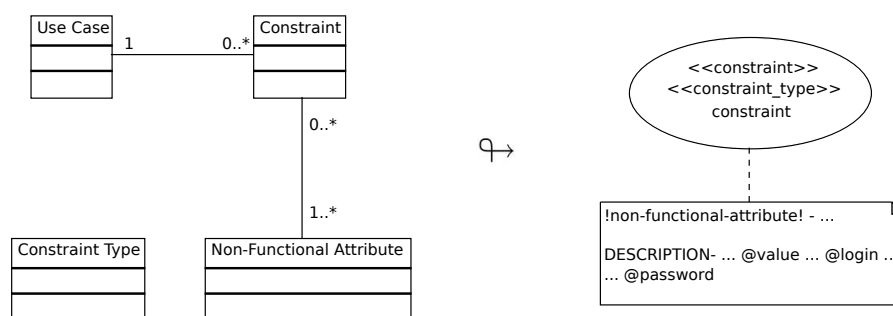 Use Case
Constraint
1
0..*
0..*
1..*
Constraint Type
Non-Functional Attribute
<<constraint>>
<<constraint_type>>
constraint
!non-functional-attribute! - ...
DESCRIPTION- ... @value ... @login ..
... @password